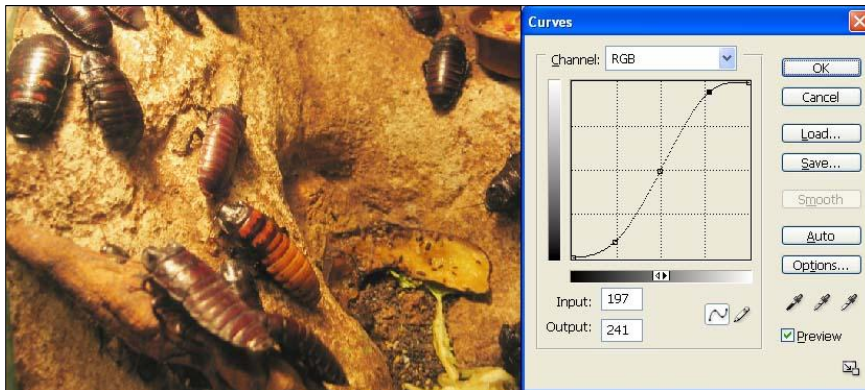 Curves
Channel: RGB
OK
Cancel
Load...
Save...
Smooth
Auto
Options...
Input: 197
Output: 241
Preview